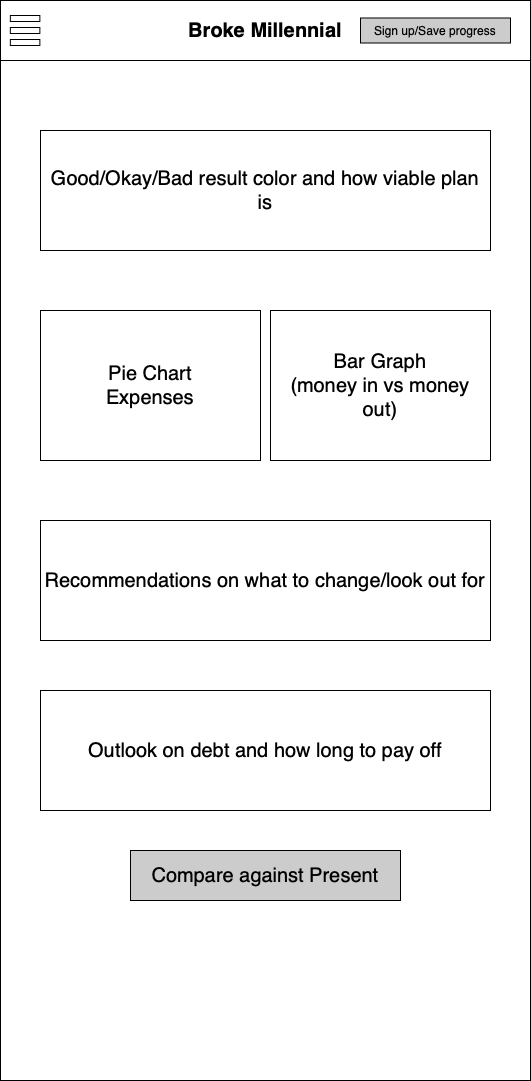 Broke Millennial
Sign up/Save progress
Good/Okay/Bad result color and how viable plan
is
Pie Chart
Expenses
Bar Graph
(money in vs money
out)
Recommendations on what to change/look out for
Outlook on debt and how long to pay off
Compare against Present